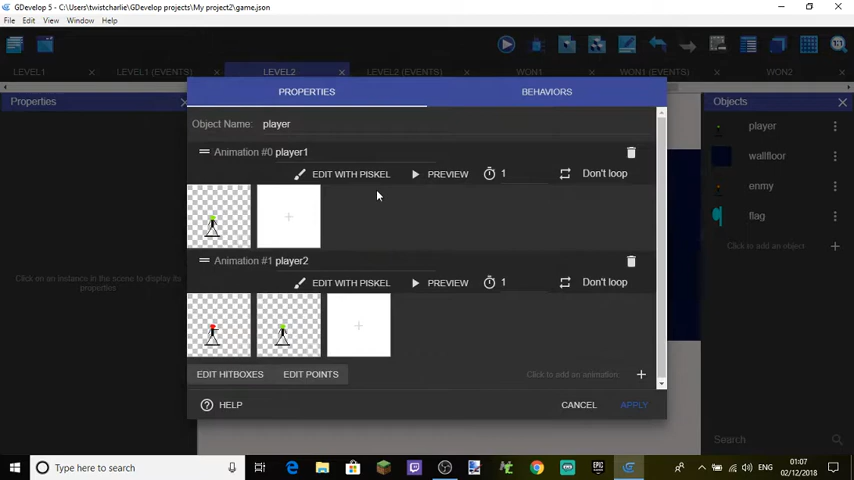 GDevelop 5 - C:\Users\twistcharlie\GDevelop projects\My project2\game.json
File Edit View Window Help
LEVEL1 × LEVEL1 (EVENTS) × LEVEL2 × LEVEL2 (EVENTS) × WON1 × WON1 (EVENTS) × WON2 ×
Properties
Click on an instance in the scene to display its
properties
PROPERTIES BEHAVIORS
Object Name: player
Animation #0 player1
EDIT WITH PISKEL PREVIEW 1 Don't loop
Animation #1 player2
EDIT WITH PISKEL PREVIEW 1 Don't loop
EDIT HITBOXES EDIT POINTS Click to add an animation +
HELP CANCEL APPLY
Objects
player
wallfloor
enmy
flag
Click to add an object +
Search
Type here to search
ENG
01:07
02/12/2018